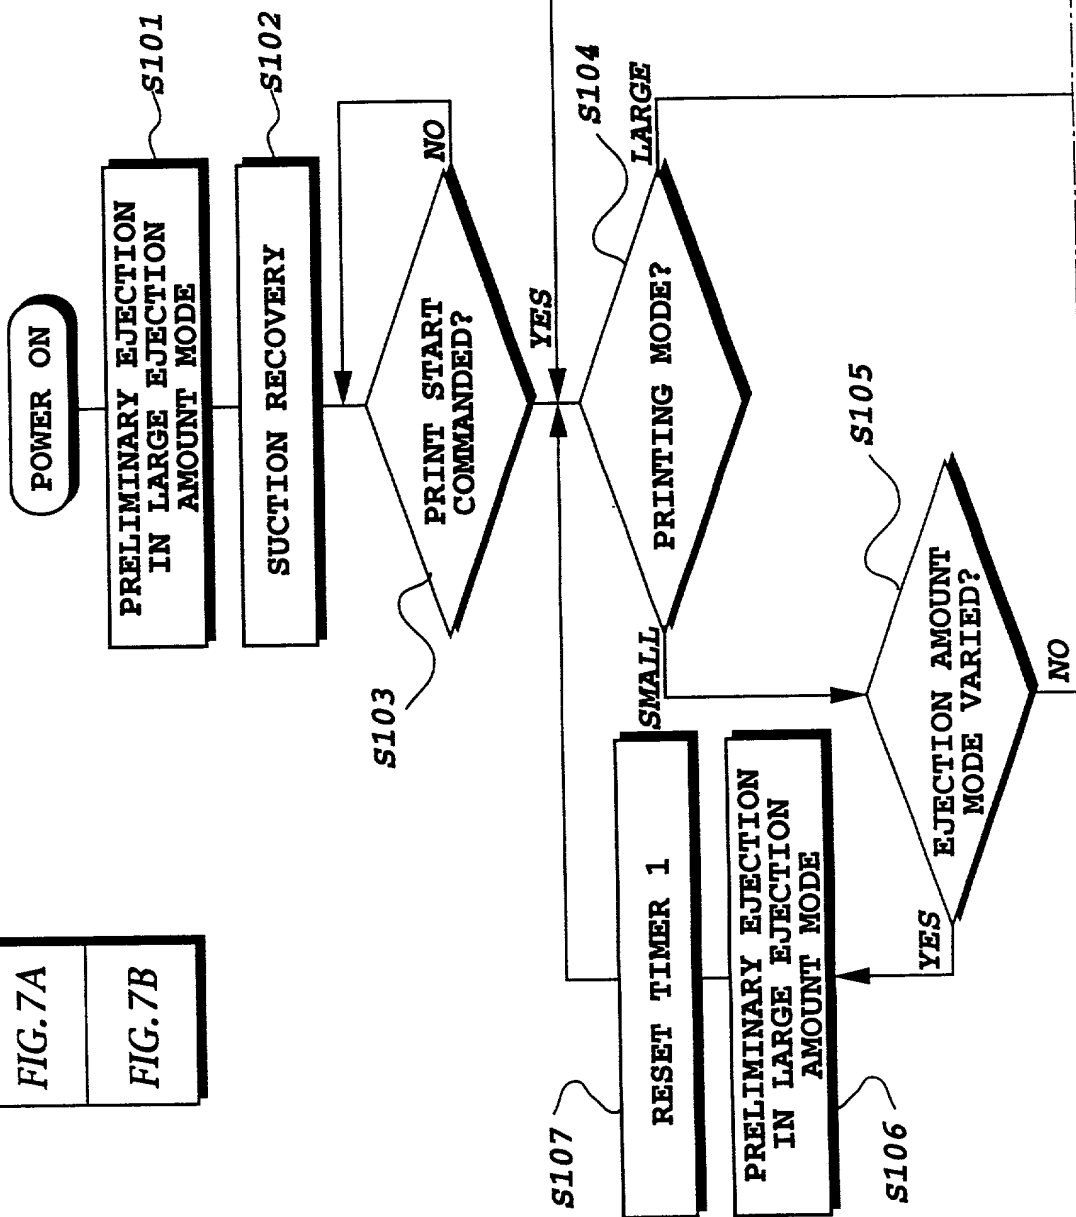 FIG.7A
FIG.7B
POWER ON
PRELIMINARY EJECTION
IN LARGE EJECTION
AMOUNT MODE
S101
SUCTION RECOVERY
S102
PRINT START
COMMANDED?
S103
NO
YES
PRINTING MODE?
S104
LARGE
SMALL
EJECTION AMOUNT
MODE VARIED?
S105
YES
NO
PRELIMINARY EJECTION
IN LARGE EJECTION
AMOUNT MODE
S106
RESET TIMER 1
S107